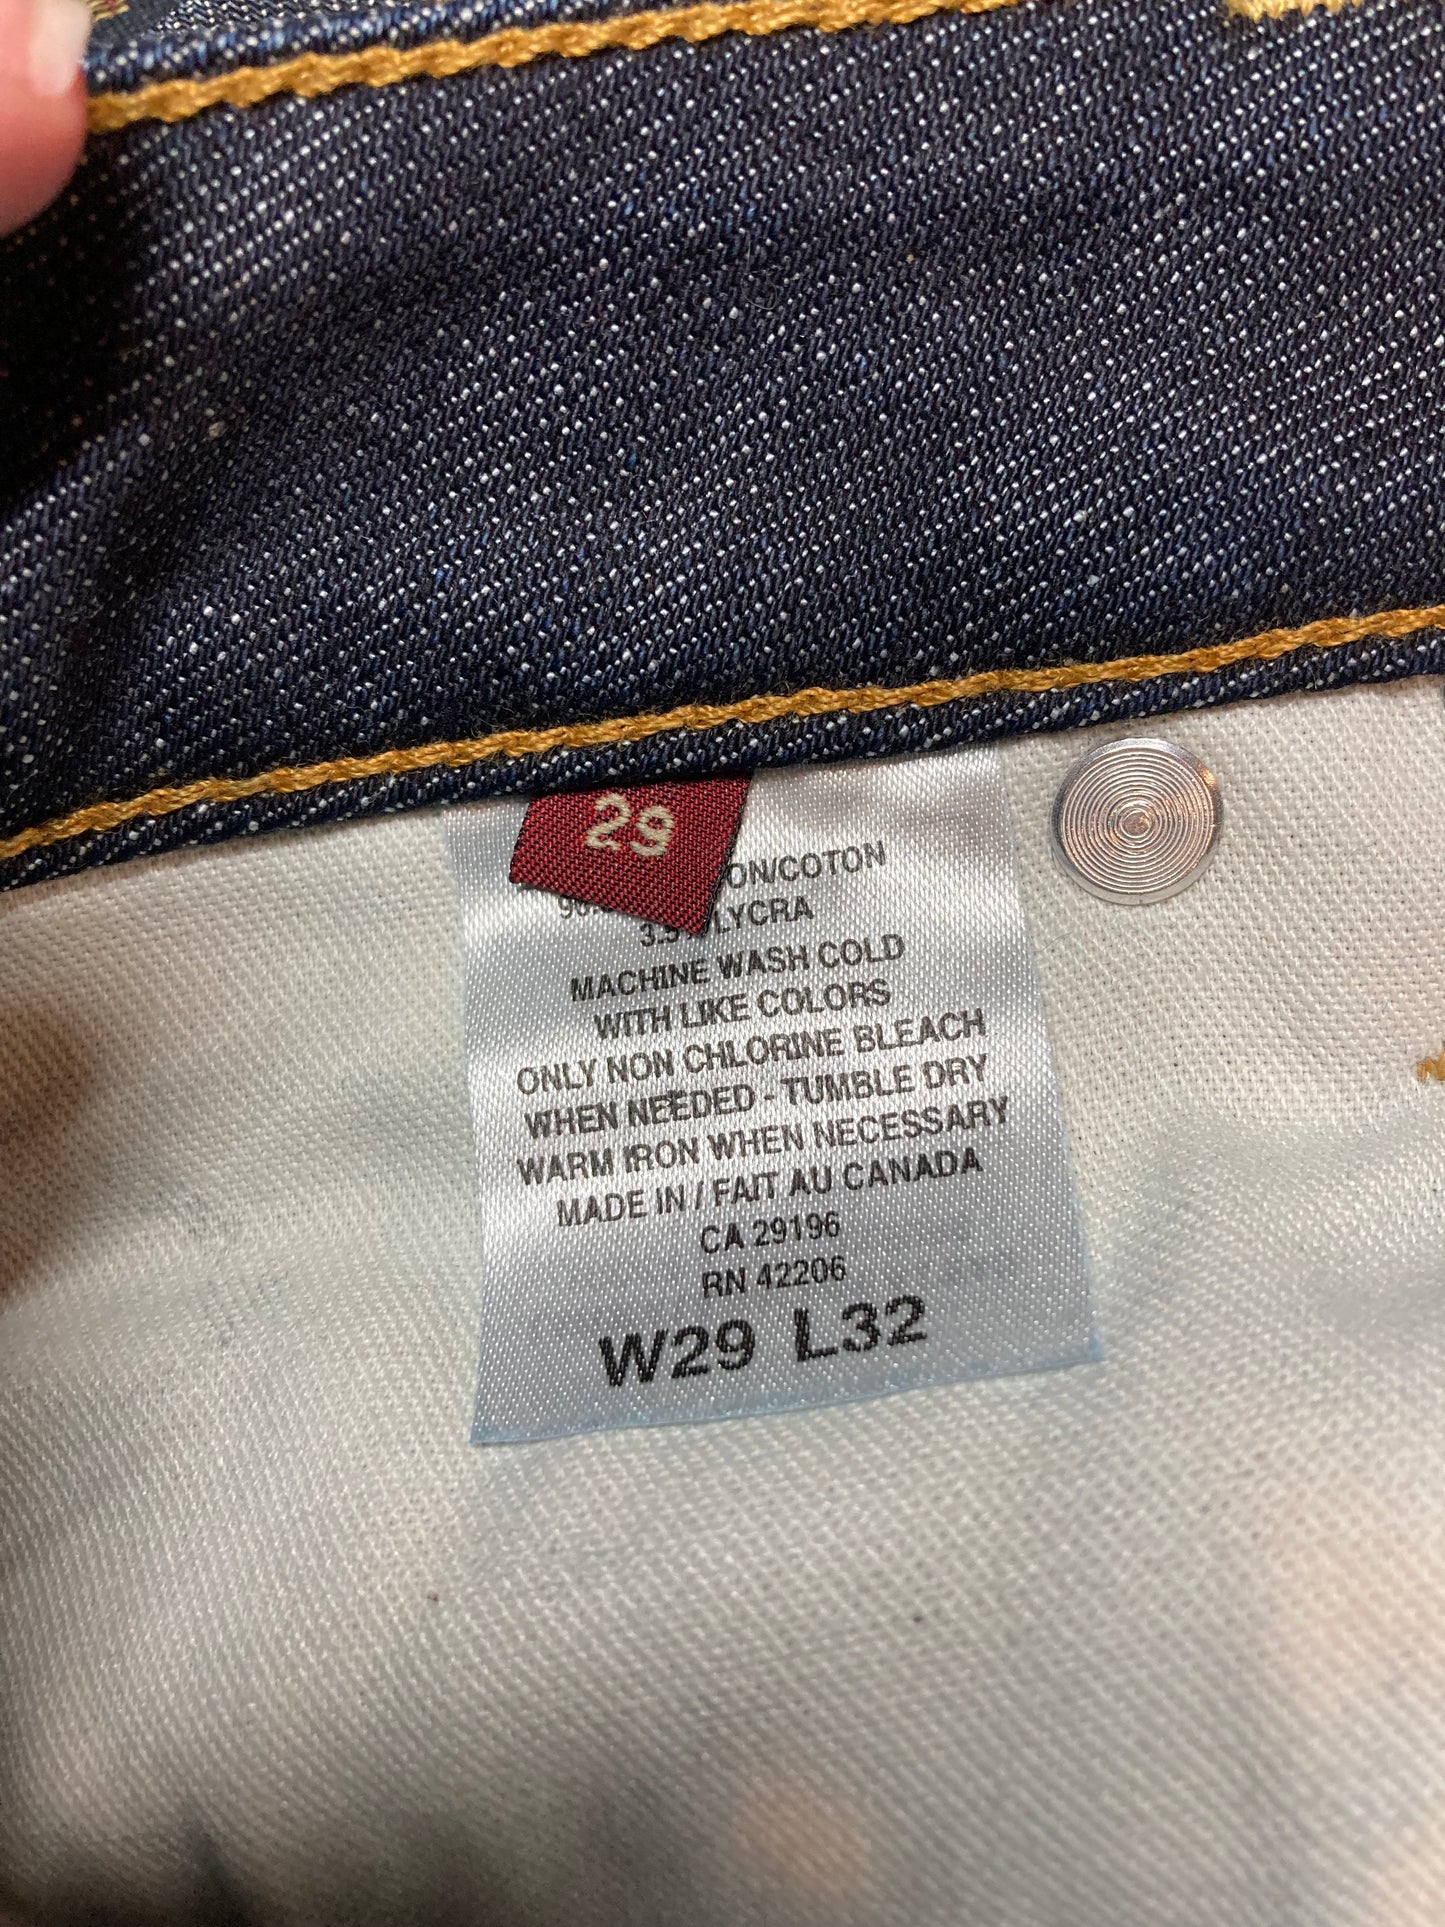 29
MACHINE WASH COLD
WITH LIKE COLORS
ONLY NON CHLORINE BLEACH
WHEN NEEDED - TUMBLE DRY
WARM IRON WHEN NECESSARY
MADE IN / FAIT AU CANADA
CA 29196
RN 42206
W29 L32